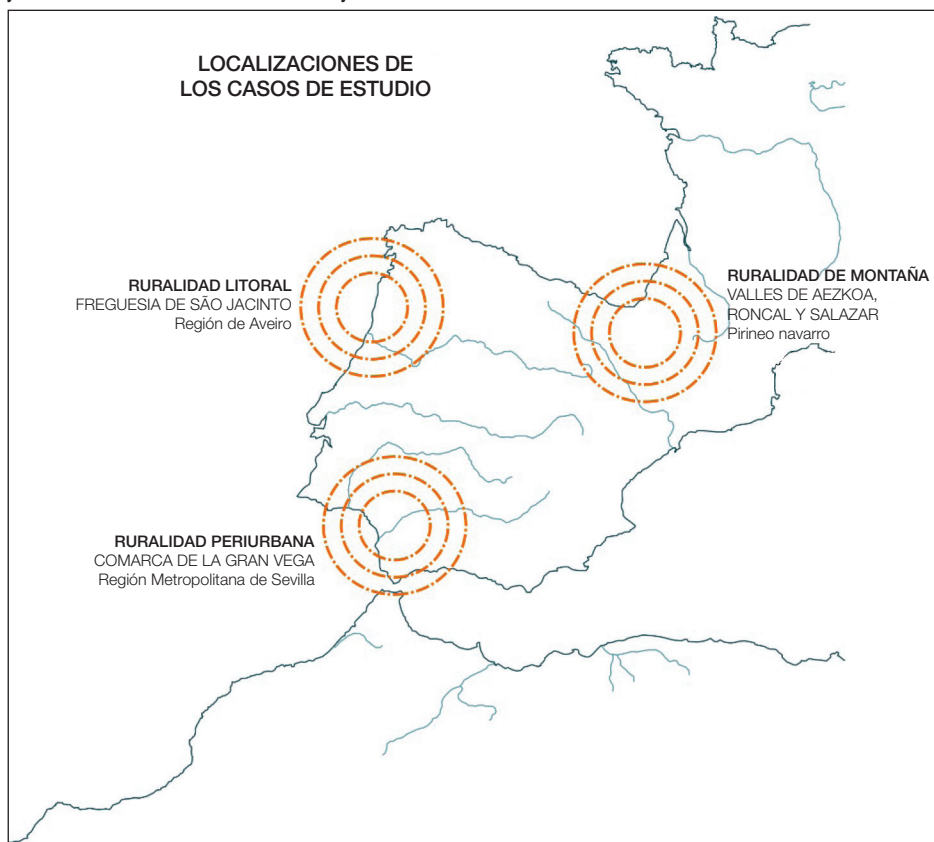 LOCALIZACIONES DE
LOS CASOS DE ESTUDIO
RURALIDAD LITORAL
FREGUESIA DE SÃO JACINTO
Región de Aveiro
RURALIDAD DE MONTAÑA
VALLES DE AEZKOA,
RONCAL Y SALAZAR
Pirineo navarro
RURALIDAD PERIURBANA
COMARCA DE LA GRAN VEGA
Región Metropolitana de Sevilla